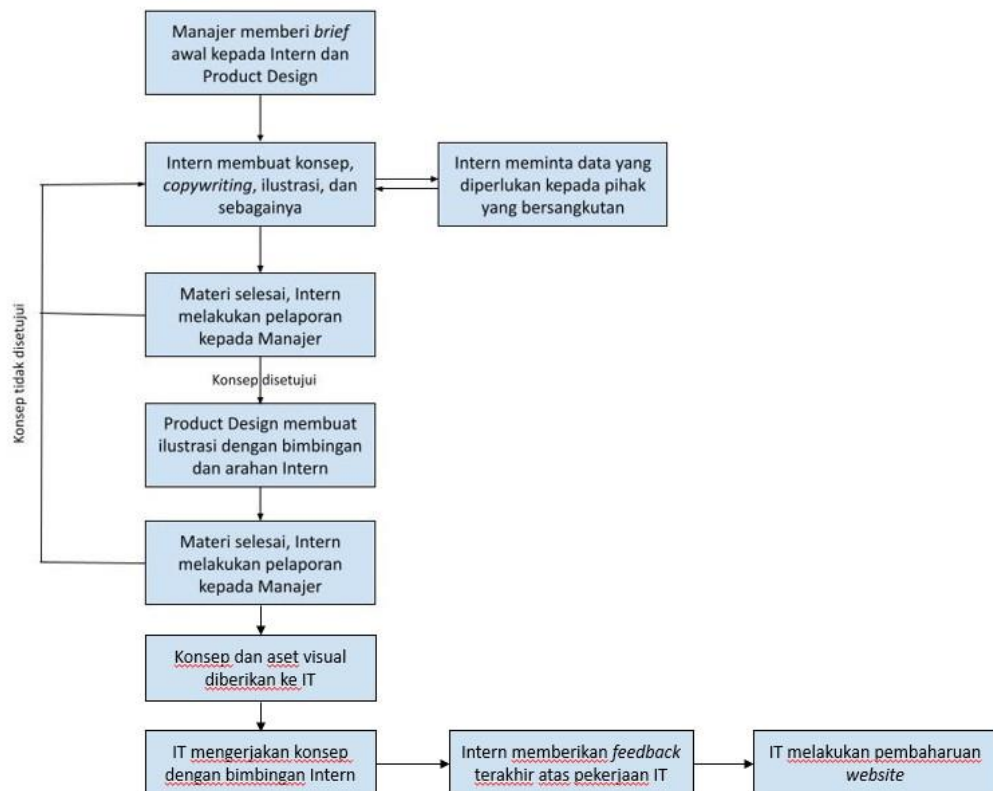 Manajer memberi brief
awal kepada Intern dan
Product Design
Intern membuat konsep,
copywriting, ilustrasi, dan
sebagainya
Intern meminta data yang
diperlukan kepada pihak
yang bersangkutan
Materi selesai, Intern
melakukan pelaporan
kepada Manajer
Konsep tidak disetujui
Konsep disetujui
Product Design membuat
ilustrasi dengan bimbingan
dan arahan Intern
Materi selesai, Intern
melakukan pelaporan
kepada Manajer
Konsep dan aset visual
diberikan ke IT
IT mengerjakan konsep
dengan bimbingan Intern
Intern memberikan feedback
terakhir atas pekerjaan IT
IT melakukan pembaharuan
website